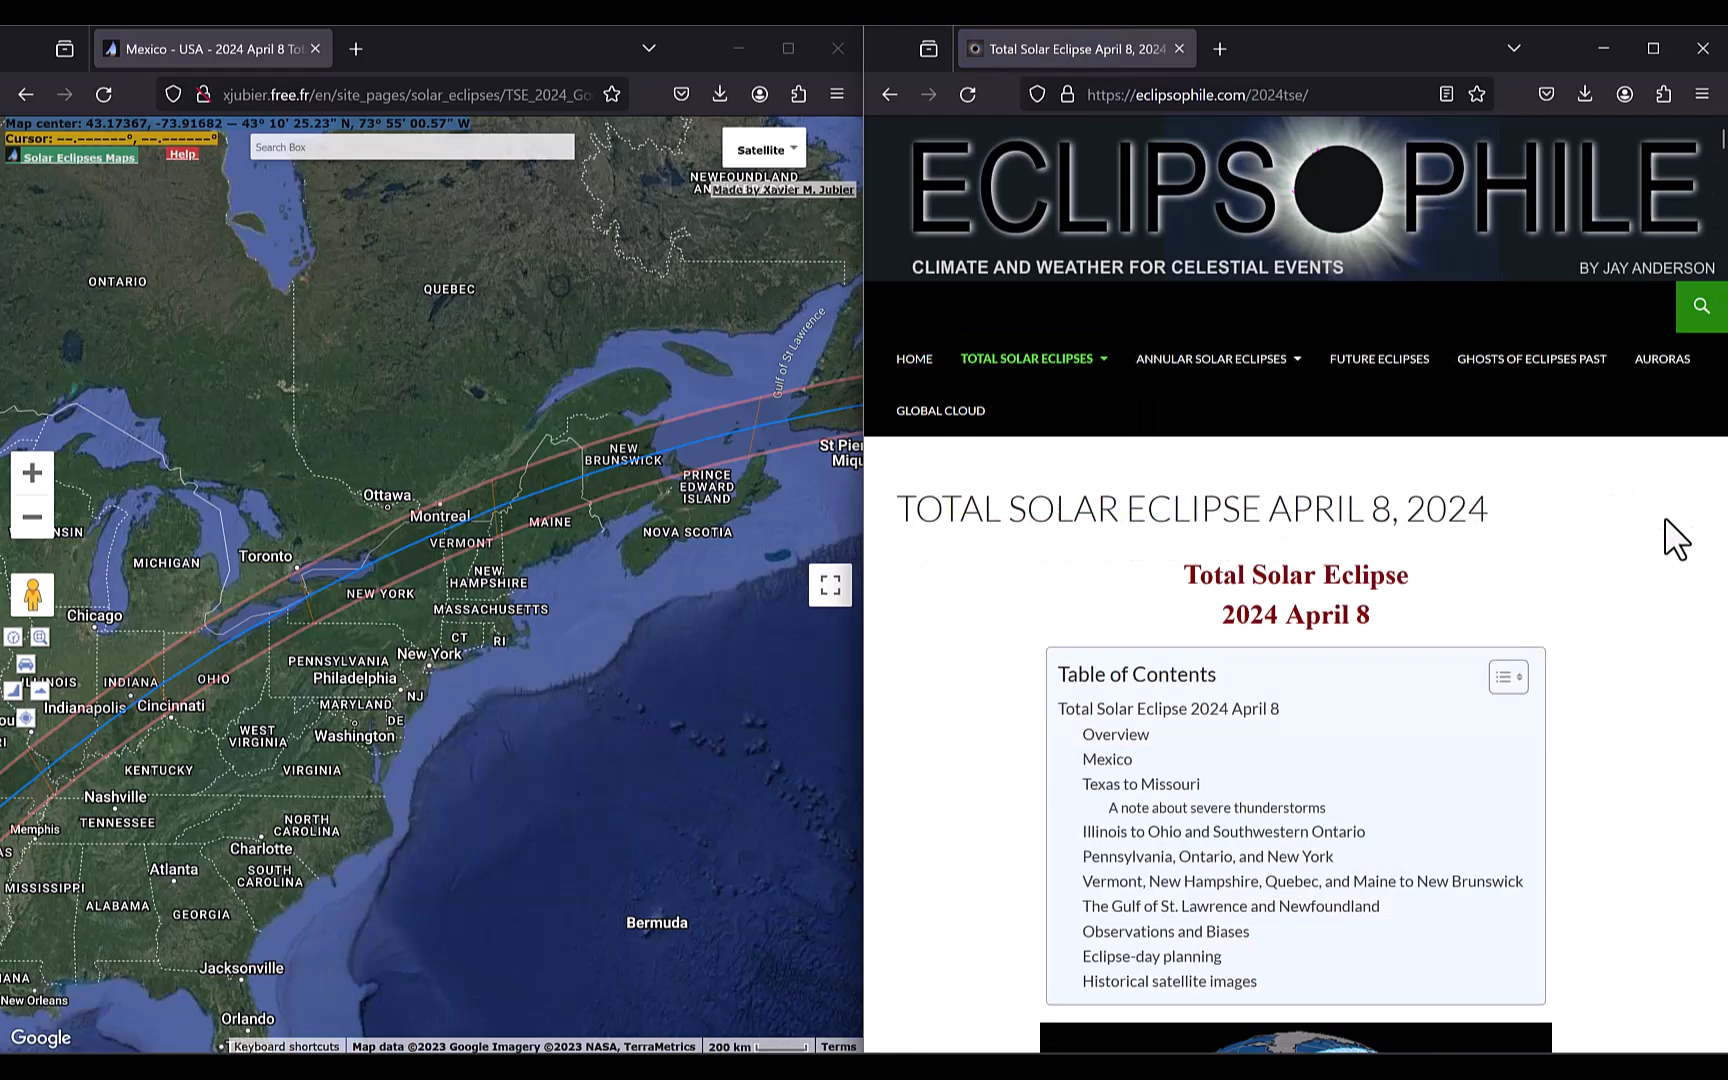 Mexico - USA - 2024 April 8 Tot
xjubier.free.fr/en/site_pages/solar_eclipses/TSE_2024_Go
Map center: 43.17367, -73.91682 — 43° 10' 25.23" N, 73° 55' 00.57" W
Cursor: --.------°, --.------°
Solar Eclipses Maps
Help
Search Box
Satellite
NEWFOUNDLAND
AN
Made by Xavier M. Jubier
ONTARIO
QUEBEC
Gulf of St Lawrence
St Pier
Miqu
NEW
BRUNSWICK
PRINCE
EDWARD
ISLAND
NOVA SCOTIA
Ottawa
Montreal
MAINE
VERMONT
NSIN
MICHIGAN
Toronto
NEW
HAMPSHIRE
NEW YORK
MASSACHUSETTS
Chicago
CT
RI
New York
PENNSYLVANIA
Philadelphia
NJ
OHIO
INDIANA
NOIS
Indianapolis
Cincinnati
MARYLAND
DE
WEST
VIRGINIA
Washington
KENTUCKY
VIRGINIA
Nashville
TENNESSEE
Memphis
NORTH
CAROLINA
Charlotte
AS
Atlanta
SOUTH
CAROLINA
MISSISSIPPI
ALABAMA
GEORGIA
Bermuda
Jacksonville
IANA
New Orleans
Orlando
Google
Keyboard shortcuts
Map data ©2023 Google Imagery ©2023 NASA, TerraMetrics
200 km
Terms
Total Solar Eclipse April 8, 2024
https://eclipsophile.com/2024tse/
ECLIPSOPHILE
CLIMATE AND WEATHER FOR CELESTIAL EVENTS
BY JAY ANDERSON
HOME
TOTAL SOLAR ECLIPSES
ANNULAR SOLAR ECLIPSES
FUTURE ECLIPSES
GHOSTS OF ECLIPSES PAST
AURORAS
GLOBAL CLOUD
TOTAL SOLAR ECLIPSE APRIL 8, 2024
Total Solar Eclipse
2024 April 8
Table of Contents
Total Solar Eclipse 2024 April 8
Overview
Mexico
Texas to Missouri
A note about severe thunderstorms
Illinois to Ohio and Southwestern Ontario
Pennsylvania, Ontario, and New York
Vermont, New Hampshire, Quebec, and Maine to New Brunswick
The Gulf of St. Lawrence and Newfoundland
Observations and Biases
Eclipse-day planning
Historical satellite images